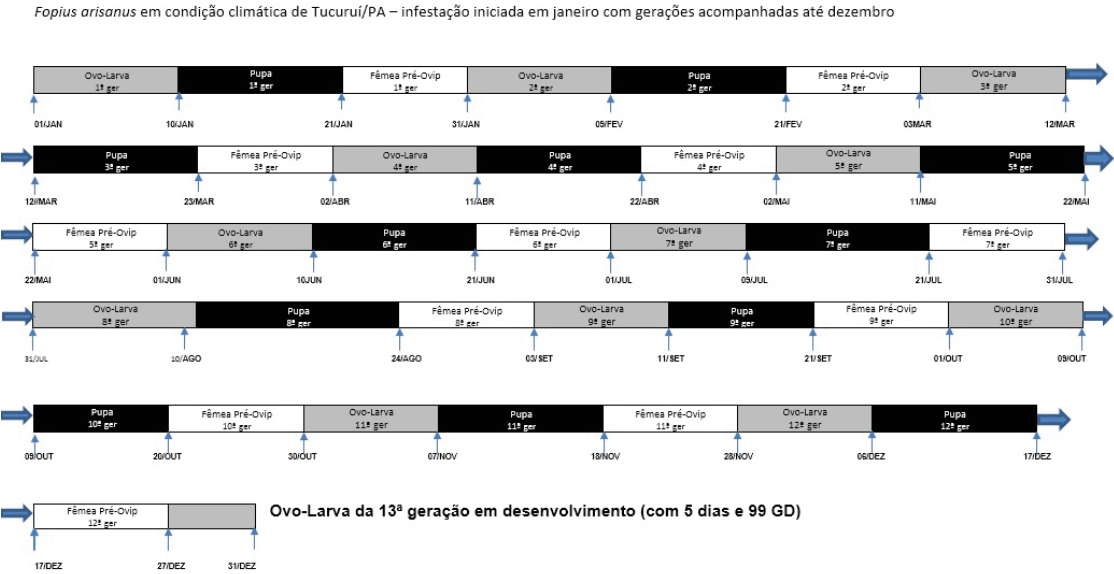 Fopius arisanus em condição climática de Tucuruí/PA – infestação iniciada em janeiro com gerações acompanhadas até dezembro
Ovo-Larva Pupa Fêmea Pré-Ovip Ovo-Larva Pupa Fêmea Pré-Ovip Ovo-Larva
1ª ger 1ª ger 1ª ger 2ª ger 2ª ger 2ª ger 3ª ger
01/JAN 10/JAN 21/JAN 31/JAN 09/FEV 21/FEV 03MAR 12/MAR
Pupa Fêmea Pré-Ovip Ovo-Larva Pupa Fêmea Pré-Ovip Ovo-Larva Pupa
3ª ger 3ª ger 4ª ger 4ª ger 4ª ger 5ª ger 5ª ger
12//MAR 23/MAR 02/ABR 11/ABR 22/ABR 02/MAI 11/MAI 22/MAI
Fêmea Pré-Ovip Ovo-Larva Pupa Fêmea Pré-Ovip Ovo-Larva Pupa Fêmea Pré-Ovip
5ª ger 6ª ger 6ª ger 6ª ger 7ª ger 7ª ger 7ª ger
22/MAI 01/JUN 10/JUN 21/JUN 01/JUL 09/JUL 21/JUL 31/JUL
Ovo-Larva Pupa Fêmea Pré-Ovip Ovo-Larva Pupa Fêmea Pré-Ovip Ovo-Larva
8ª ger 8ª ger 8ª ger 9ª ger 9ª ger 9ª ger 10ª ger
31/JUL 10/AGO 24/AGO 03/SET 11/SET 21/SET 01/OUT 09/OUT
Pupa Fêmea Pré-Ovip Ovo-Larva Pupa Fêmea Pré-Ovip Ovo-Larva Pupa
10ª ger 10ª ger 11ª ger 11ª ger 11ª ger 12ª ger 12ª ger
09/OUT 20/OUT 30/OUT 07/NOV 18/NOV 28/NOV 06/DEZ 17/DEZ
Fêmea Pré-Ovip
12ª ger
Ovo-Larva da 13ª geração em desenvolvimento (com 5 dias e 99 GD)
17/DEZ 27/DEZ 31/DEZ